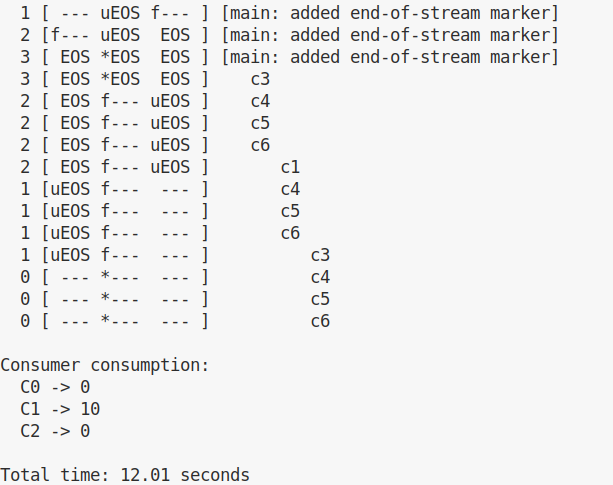 1 [ --- uEOS f--- ] [main: added end-of-stream marker]
  2 [f--- uEOS  EOS ] [main: added end-of-stream marker]
  3 [ EOS *EOS  EOS ] [main: added end-of-stream marker]
  3 [ EOS *EOS  EOS ]    c3
  2 [ EOS f--- uEOS ]    c4
  2 [ EOS f--- uEOS ]    c5
  2 [ EOS f--- uEOS ]    c6
  2 [ EOS f--- uEOS ]       c1
  1 [uEOS f---  --- ]       c4
  1 [uEOS f---  --- ]       c5
  1 [uEOS f---  --- ]       c6
  1 [uEOS f---  --- ]          c3
  0 [ --- *---  --- ]          c4
  0 [ --- *---  --- ]          c5
  0 [ --- *---  --- ]          c6

Consumer consumption:
  C0 -> 0
  C1 -> 10
  C2 -> 0

Total time: 12.01 seconds